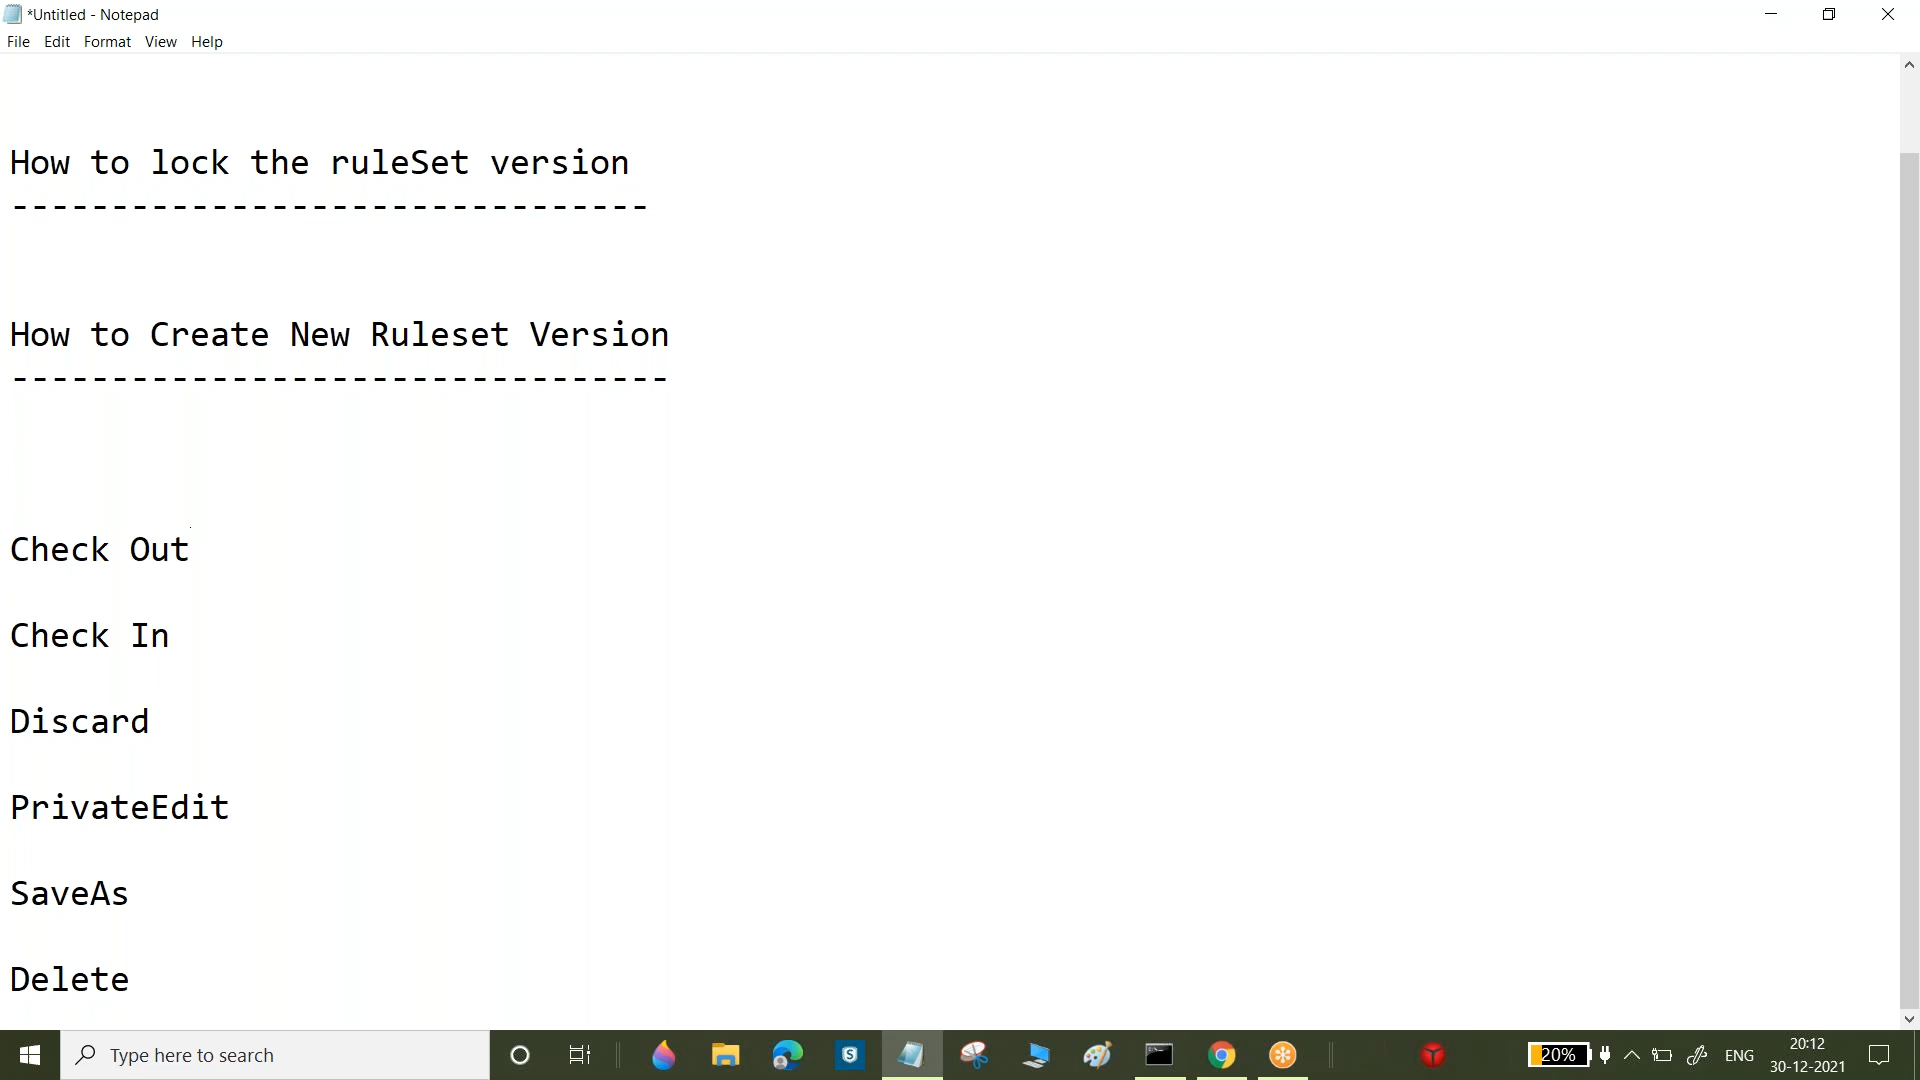 *Untitled - Notepad
File Edit Format View Help
How to lock the ruleSet version
--------------------------------
How to Create New Ruleset Version
---------------------------------
Check Out
Check In
Discard
PrivateEdit
SaveAs
Delete
Type here to search
20%
ENG
20:12
30-12-2021